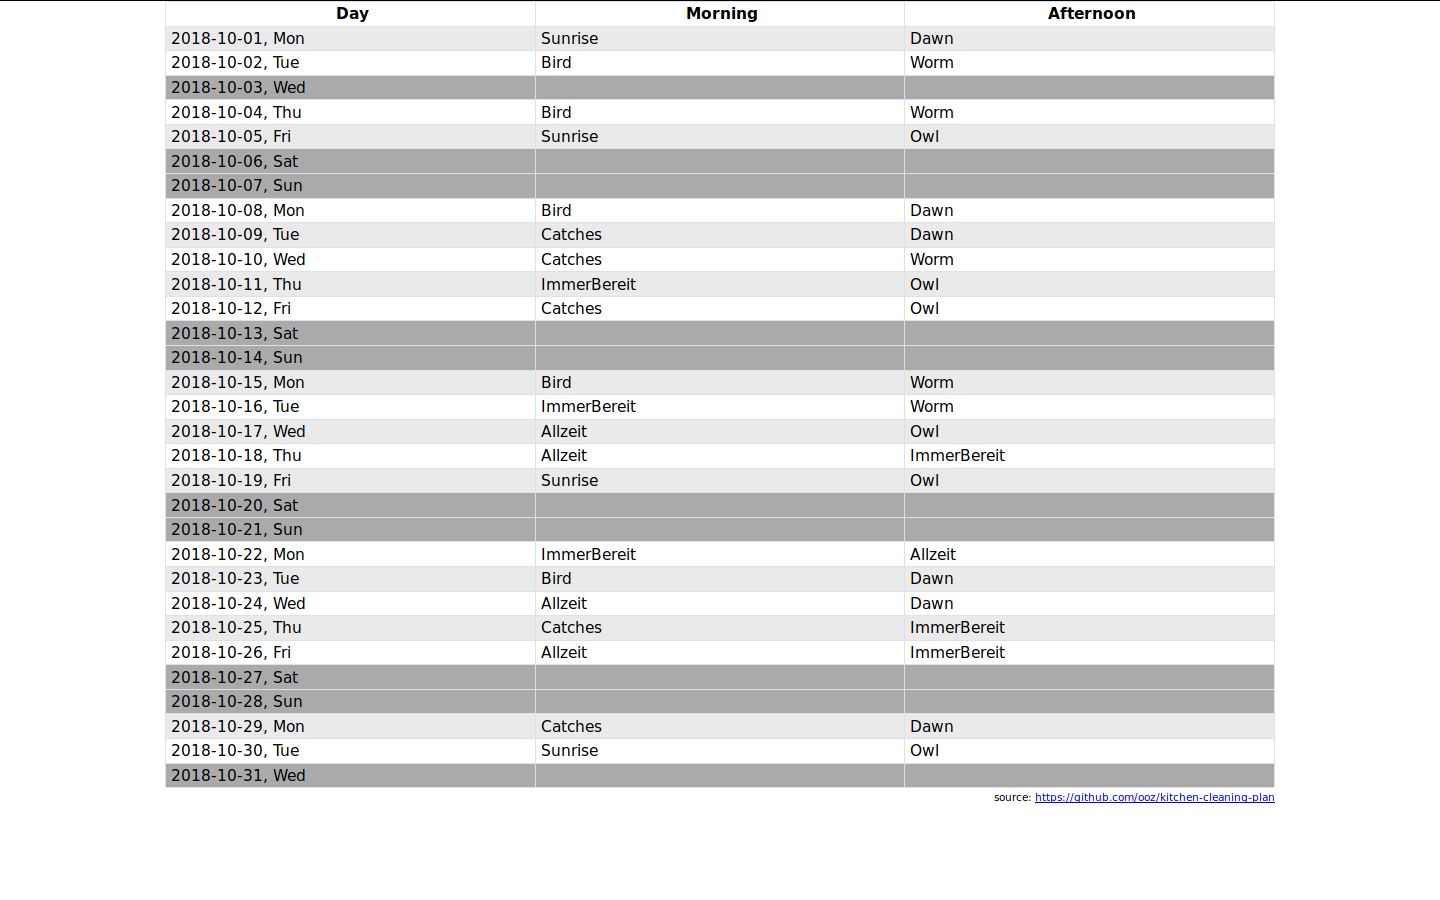 Day Morning Afternoon
2018-10-01, Mon Sunrise Dawn
2018-10-02, Tue Bird Worm
2018-10-03, Wed
2018-10-04, Thu Bird Worm
2018-10-05, Fri Sunrise Owl
2018-10-06, Sat
2018-10-07, Sun
2018-10-08, Mon Bird Dawn
2018-10-09, Tue Catches Dawn
2018-10-10, Wed Catches Worm
2018-10-11, Thu ImmerBereit Owl
2018-10-12, Fri Catches Owl
2018-10-13, Sat
2018-10-14, Sun
2018-10-15, Mon Bird Worm
2018-10-16, Tue ImmerBereit Worm
2018-10-17, Wed Allzeit Owl
2018-10-18, Thu Allzeit ImmerBereit
2018-10-19, Fri Sunrise Owl
2018-10-20, Sat
2018-10-21, Sun
2018-10-22, Mon ImmerBereit Allzeit
2018-10-23, Tue Bird Dawn
2018-10-24, Wed Allzeit Dawn
2018-10-25, Thu Catches ImmerBereit
2018-10-26, Fri Allzeit ImmerBereit
2018-10-27, Sat
2018-10-28, Sun
2018-10-29, Mon Catches Dawn
2018-10-30, Tue Sunrise Owl
2018-10-31, Wed
source: https://github.com/ooz/kitchen-cleaning-plan